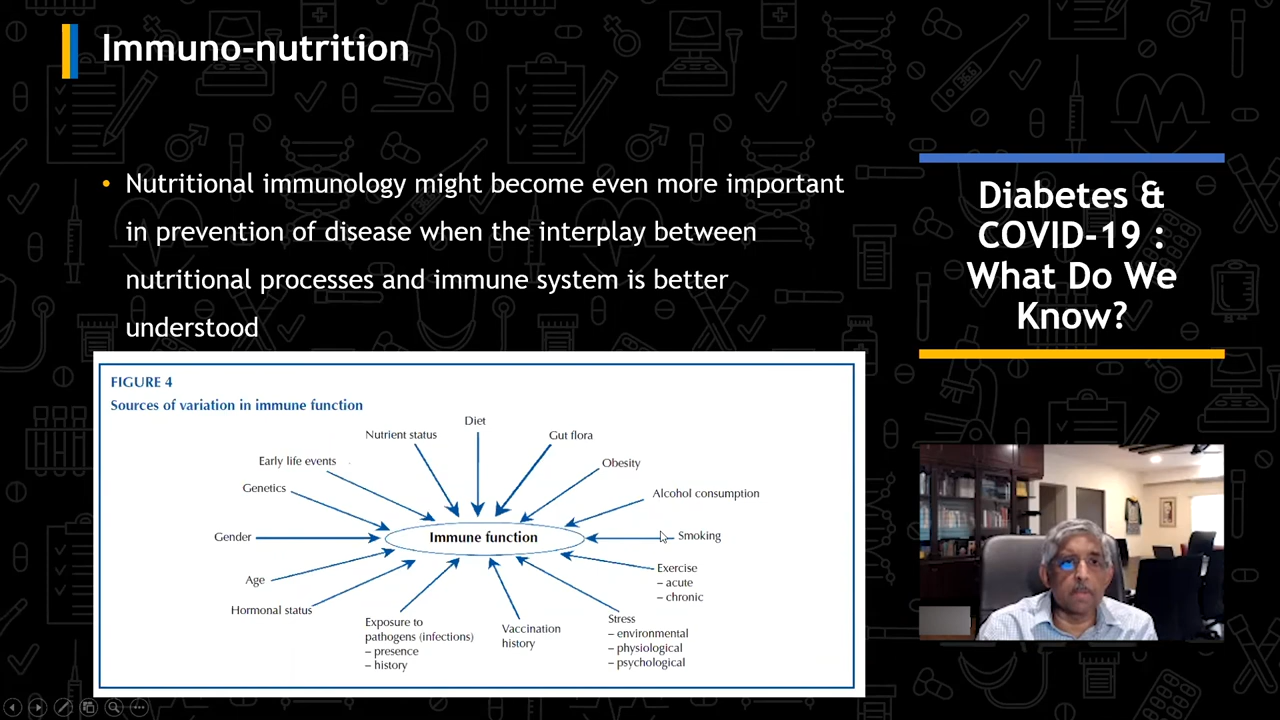 Immuno-nutrition
• Nutritional immunology might become even more important
in prevention of disease when the interplay between
nutritional processes and immune system is better
understood
FIGURE 4
Sources of variation in immune function
Diet
Nutrient status
Gut flora
Early life events
Obesity
Genetics
Alcohol consumption
Gender
Immune function
Smoking
Age
Exercise
– acute
– chronic
Hormonal status
Exposure to
pathogens (infections)
– presence
– history
Vaccination
history
Stress
– environmental
– physiological
– psychological
Diabetes &
COVID-19 :
What Do We
Know?